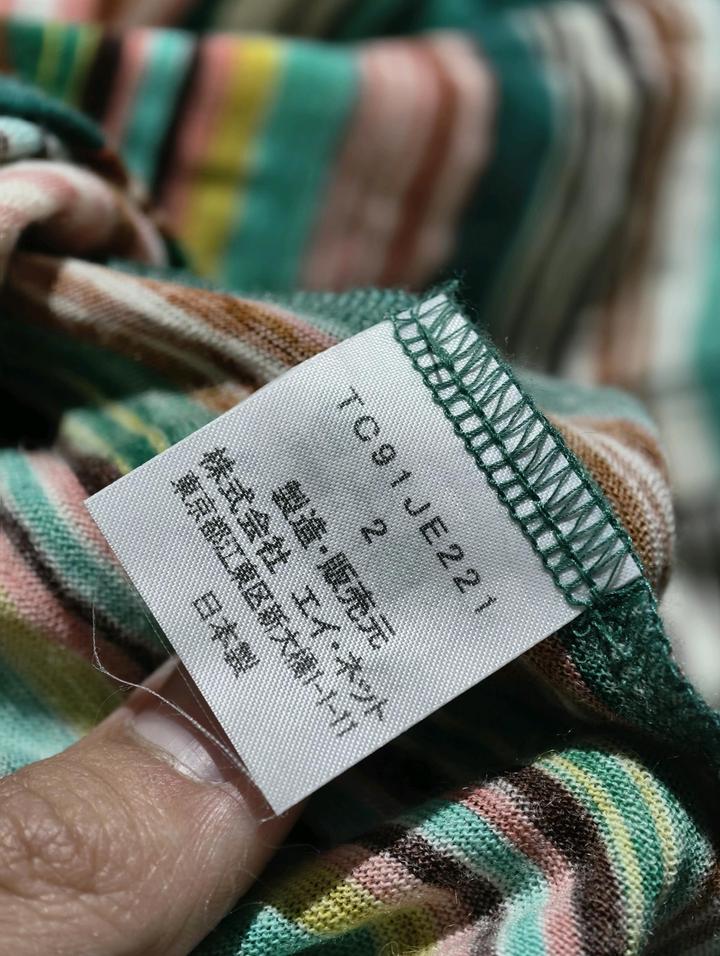 TC91JE221
2
製造・販売元
株式会社 エイ・ネット
東京都江東区新大橋1-1-11
日本製